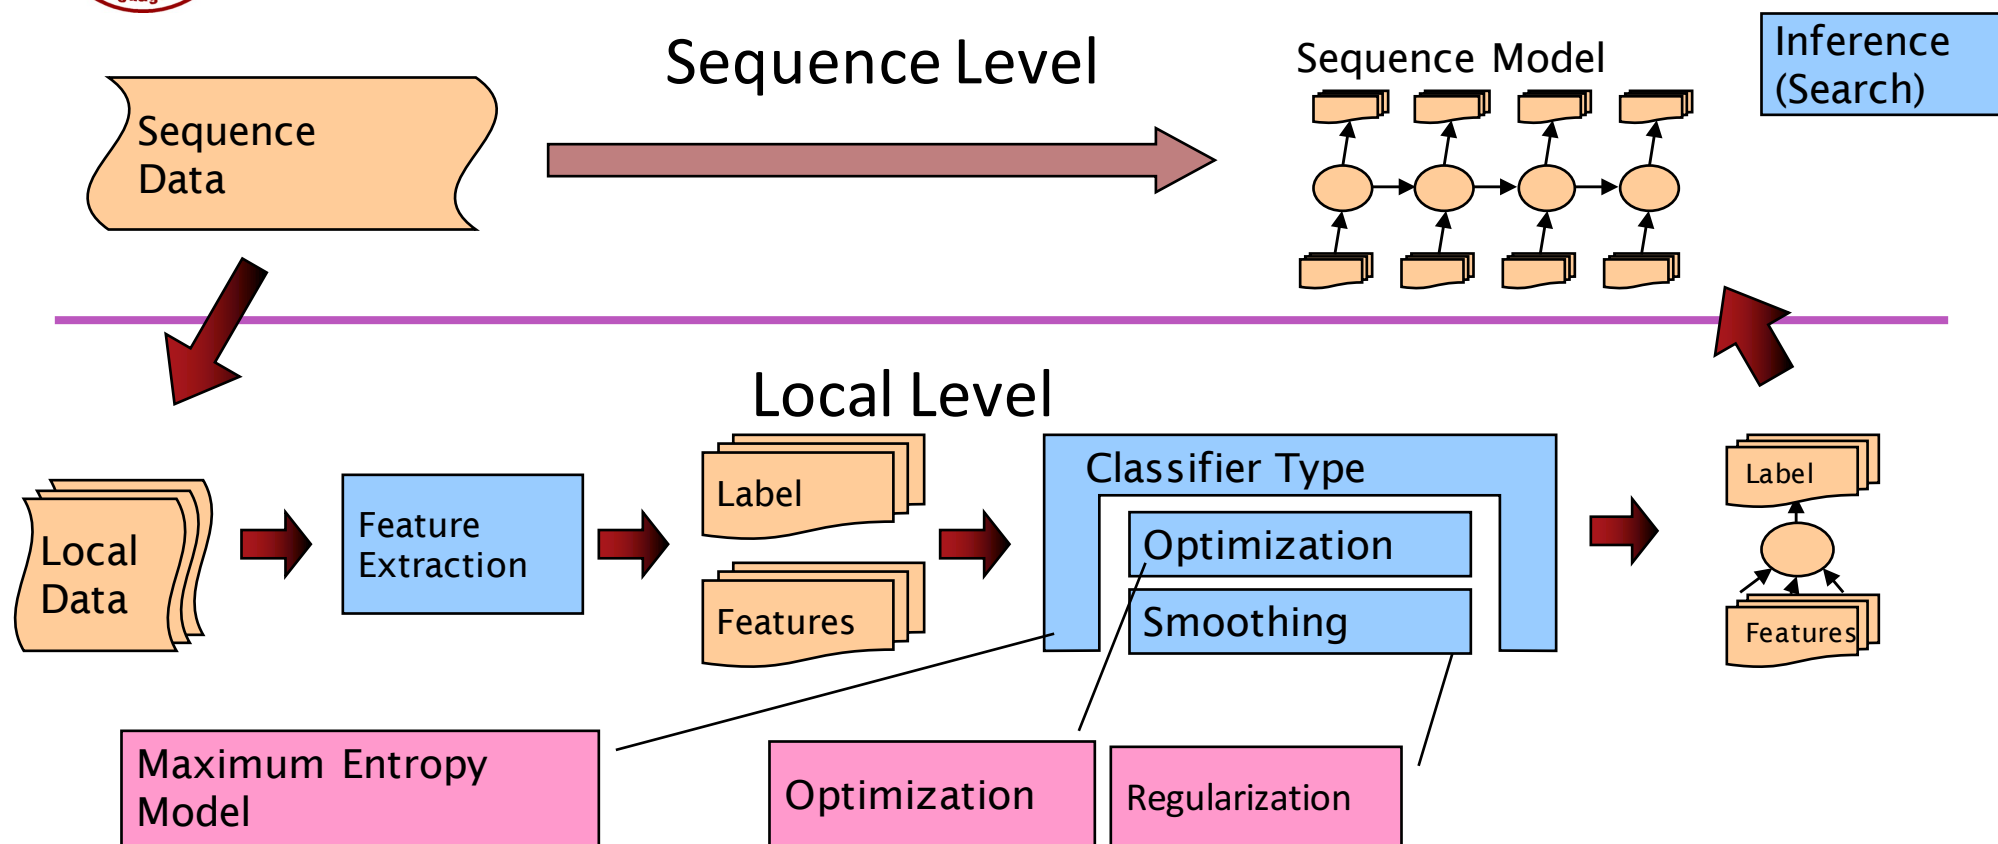 Sequence Level
Sequence Model
Inference
(Search)
Sequence
Data
Local Level
Local
Data
Feature
Extraction
Label
Features
Classifier Type
Optimization
Smoothing
Label
Features
Maximum Entropy
Model
Optimization
Regularization